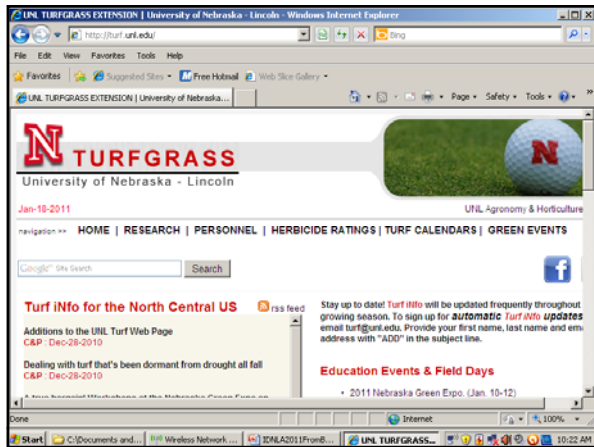 UNL TURFGRASS EXTENSION | University of Nebraska - Lincoln - Windows Internet Explorer
http://turf.unl.edu/
Bing
File Edit View Favorites Tools Help
Favorites Suggested Sites Free Hotmail Web Slice Gallery
UNL TURFGRASS EXTENSION | University of Nebraska... Page Safety Tools
N TURFGRASS
N
University of Nebraska - Lincoln
Jan-18-2011 UNL Agronomy & Horticulture
navigation >> HOME | RESEARCH | PERSONNEL | HERBICIDE RATINGS | TURF CALENDARS | GREEN EVENTS
Google™ Site Search Search f
Turf iNfo for the North Central US rss feed
Additions to the UNL Turf Web Page
C&P : Dec-28-2010
Dealing with turf that's been dormant from drought all fall
C&P : Dec-28-2010
Stay up to date! Turf iNfo will be updated frequently throughout
growing season. To sign up for automatic Turf iNfo updates
email turf@unl.edu. Provide your first name, last name and
address with "ADD" in the subject line.
Education Events & Field Days
• 2011 Nebraska Green Expo. (Jan. 10-12)
Done Internet 100%
Start C:\Documents and... Wireless Network ... IDNLA2011FromB... UNL TURFGRASS... 10:22 AM